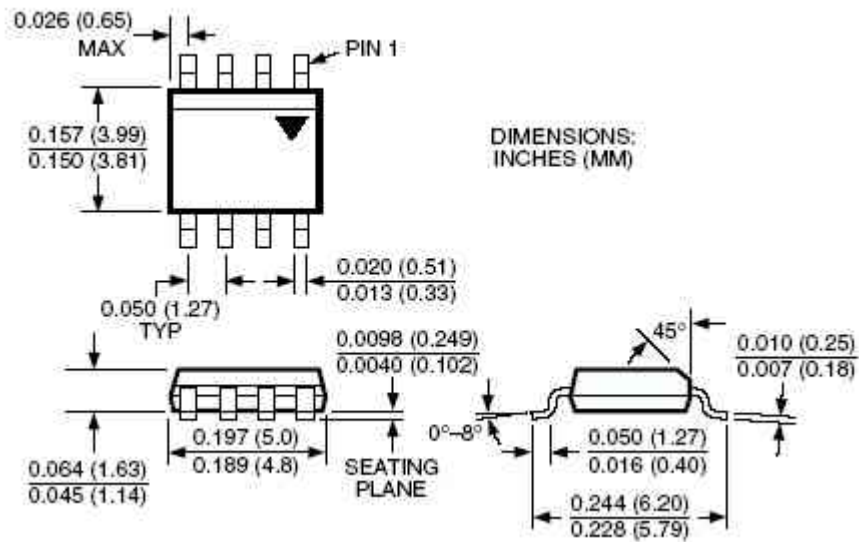 0.026 (0.65)
MAX
PIN 1
0.157 (3.99)
0.150 (3.81)
DIMENSIONS:
INCHES (MM)
0.050 (1.27)
TYP
0.020 (0.51)
0.013 (0.33)
0.0098 (0.249)
0.0040 (0.102)
45°
0.010 (0.25)
0.007 (0.18)
0.064 (1.63)
0.045 (1.14)
0.197 (5.0)
0.189 (4.8)
SEATING
PLANE
0°–8°
0.050 (1.27)
0.016 (0.40)
0.244 (6.20)
0.228 (5.79)